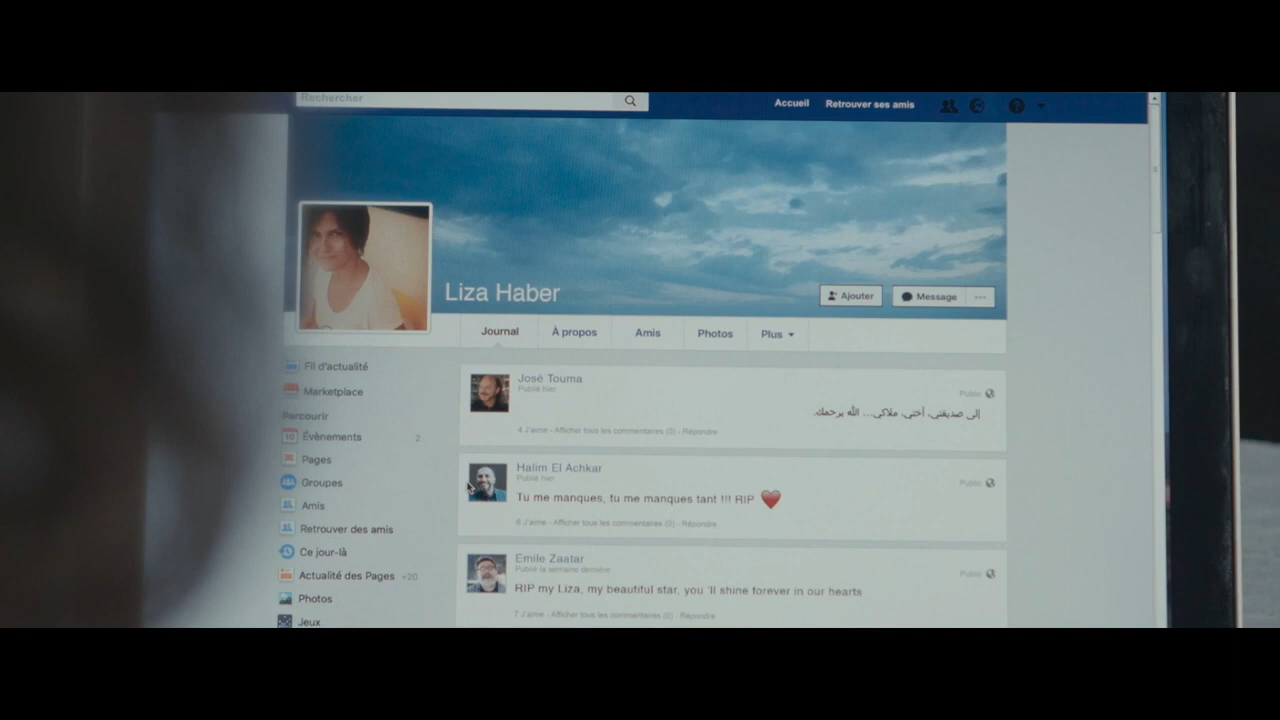 Rechercher
Accueil
Retrouver ses amis
Liza Haber
Ajouter
Message
Journal
À propos
Amis
Photos
Plus
Fil d'actualité
Marketplace
Parcourir
Évènements 2
Pages
Groupes
Amis
Retrouver des amis
Ce jour-là
Actualité des Pages +20
Photos
Jeux
José Touma
Publié hier
Public
إلى صديقتي، أختي، ملاكي... الله يرحمك.
4 J'aime - Afficher tous les commentaires (0) - Répondre
Halim El Achkar
Publié hier
Public
Tu me manques, tu me manques tant !!! RIP
6 J'aime - Afficher tous les commentaires (0) - Répondre
Emile Zaatar
Publié la semaine dernière
Public
RIP my Liza, my beautiful star, you 'll shine forever in our hearts
7 J'aime - Afficher tous les commentaires (0) - Répondre